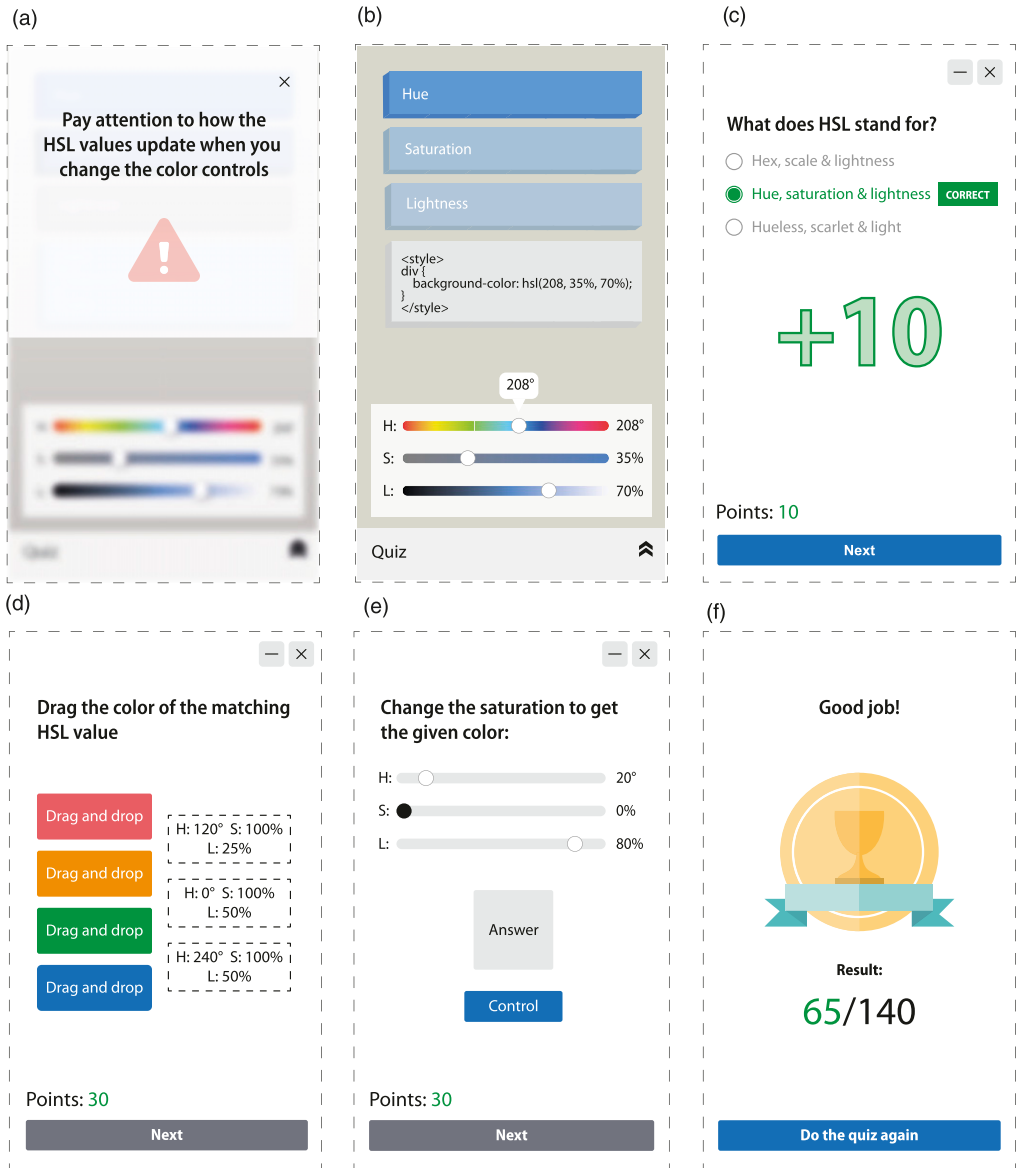 (a)
Pay attention to how the
HSL values update when you
change the color controls
Quiz
(b)
Hue
Saturation
Lightness
<style>
div {
background-color: hsl(208, 35%, 70%);
}
</style>
208°
H: 208°
S: 35%
L: 70%
Quiz
(c)
What does HSL stand for?
Hex, scale & lightness
Hue, saturation & lightness CORRECT
Hueless, scarlet & light
+10
Points: 10
Next
(d)
Drag the color of the matching
HSL value
Drag and drop
Drag and drop
Drag and drop
Drag and drop
H: 120° S: 100%
L: 25%
H: 0° S: 100%
L: 50%
H: 240° S: 100%
L: 50%
Points: 30
Next
(e)
Change the saturation to get
the given color:
H: 20°
S: 0%
L: 80%
Answer
Control
Points: 30
Next
(f)
Good job!
Result:
65/140
Do the quiz again